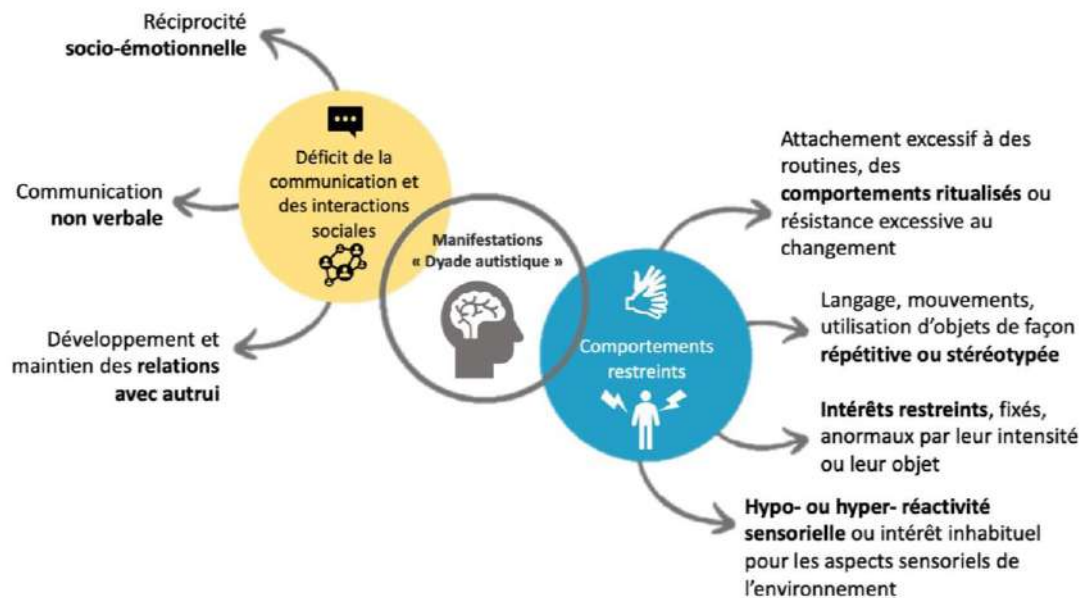 Réciprocité
socio-émotionnelle
Communication
non verbale
Développement et
maintien des relations
avec autrui
Déficit de la
communication et
des interactions
sociales
Manifestations
« Dyade autistique »
Comportements
restreints
Attachement excessif à des
routines, des
comportements ritualisés ou
résistance excessive au
changement
Langage, mouvements,
utilisation d’objets de façon
répétitive ou stéréotypée
Intérêts restreints, fixés,
anormaux par leur intensité
ou leur objet
Hypo- ou hyper- réactivité
sensorielle ou intérêt inhabituel
pour les aspects sensoriels de
l’environnement